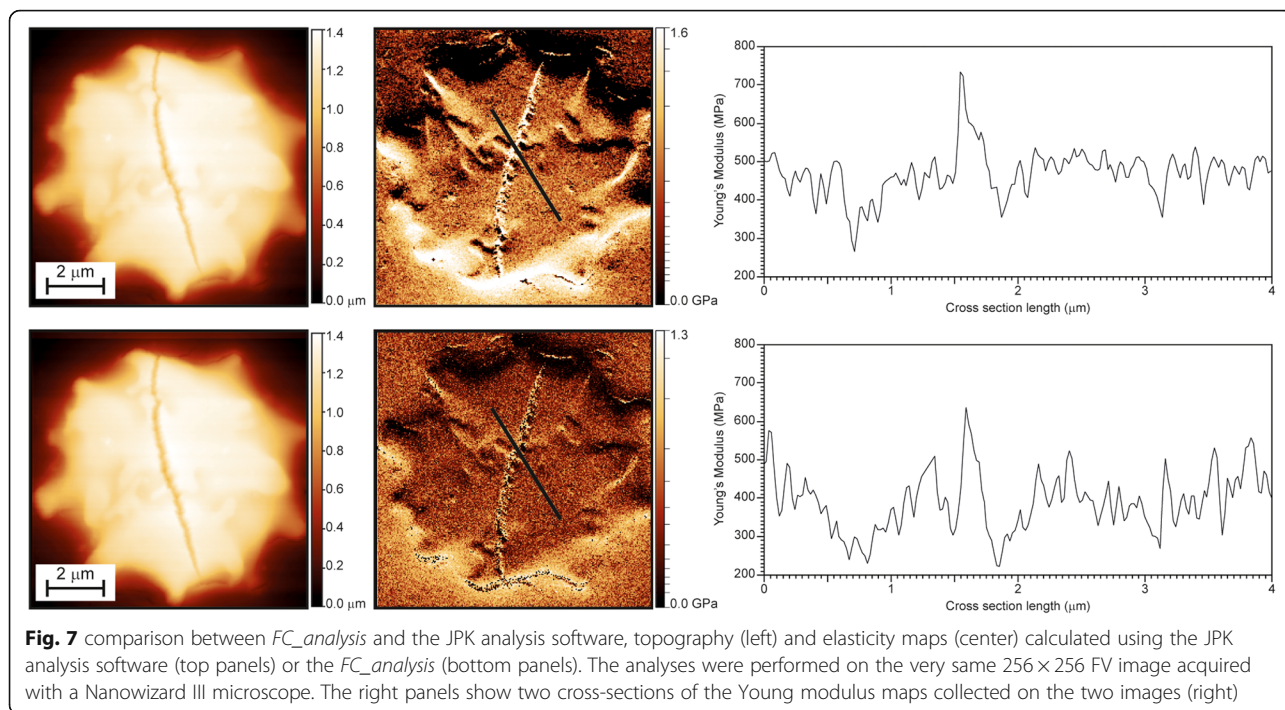 1.4
1.2
1.0
0.8
0.6
0.4
0.2
0.0 µm
2 µm
1.6
0.0 GPa
800
700
600
500
400
300
200
Young's Modulus (MPa)
0 1 2 3 4
Cross section length (µm)
1.4
1.2
1.0
0.8
0.6
0.4
0.2
0.0 µm
2 µm
1.3
0.0 GPa
800
700
600
500
400
300
200
Young's Modulus (MPa)
0 1 2 3 4
Cross section length (µm)
Fig. 7 comparison between FC_analysis and the JPK analysis software, topography (left) and elasticity maps (center) calculated using the JPK
analysis software (top panels) or the FC_analysis (bottom panels). The analyses were performed on the very same 256 × 256 FV image acquired
with a Nanowizard III microscope. The right panels show two cross-sections of the Young modulus maps collected on the two images (right)